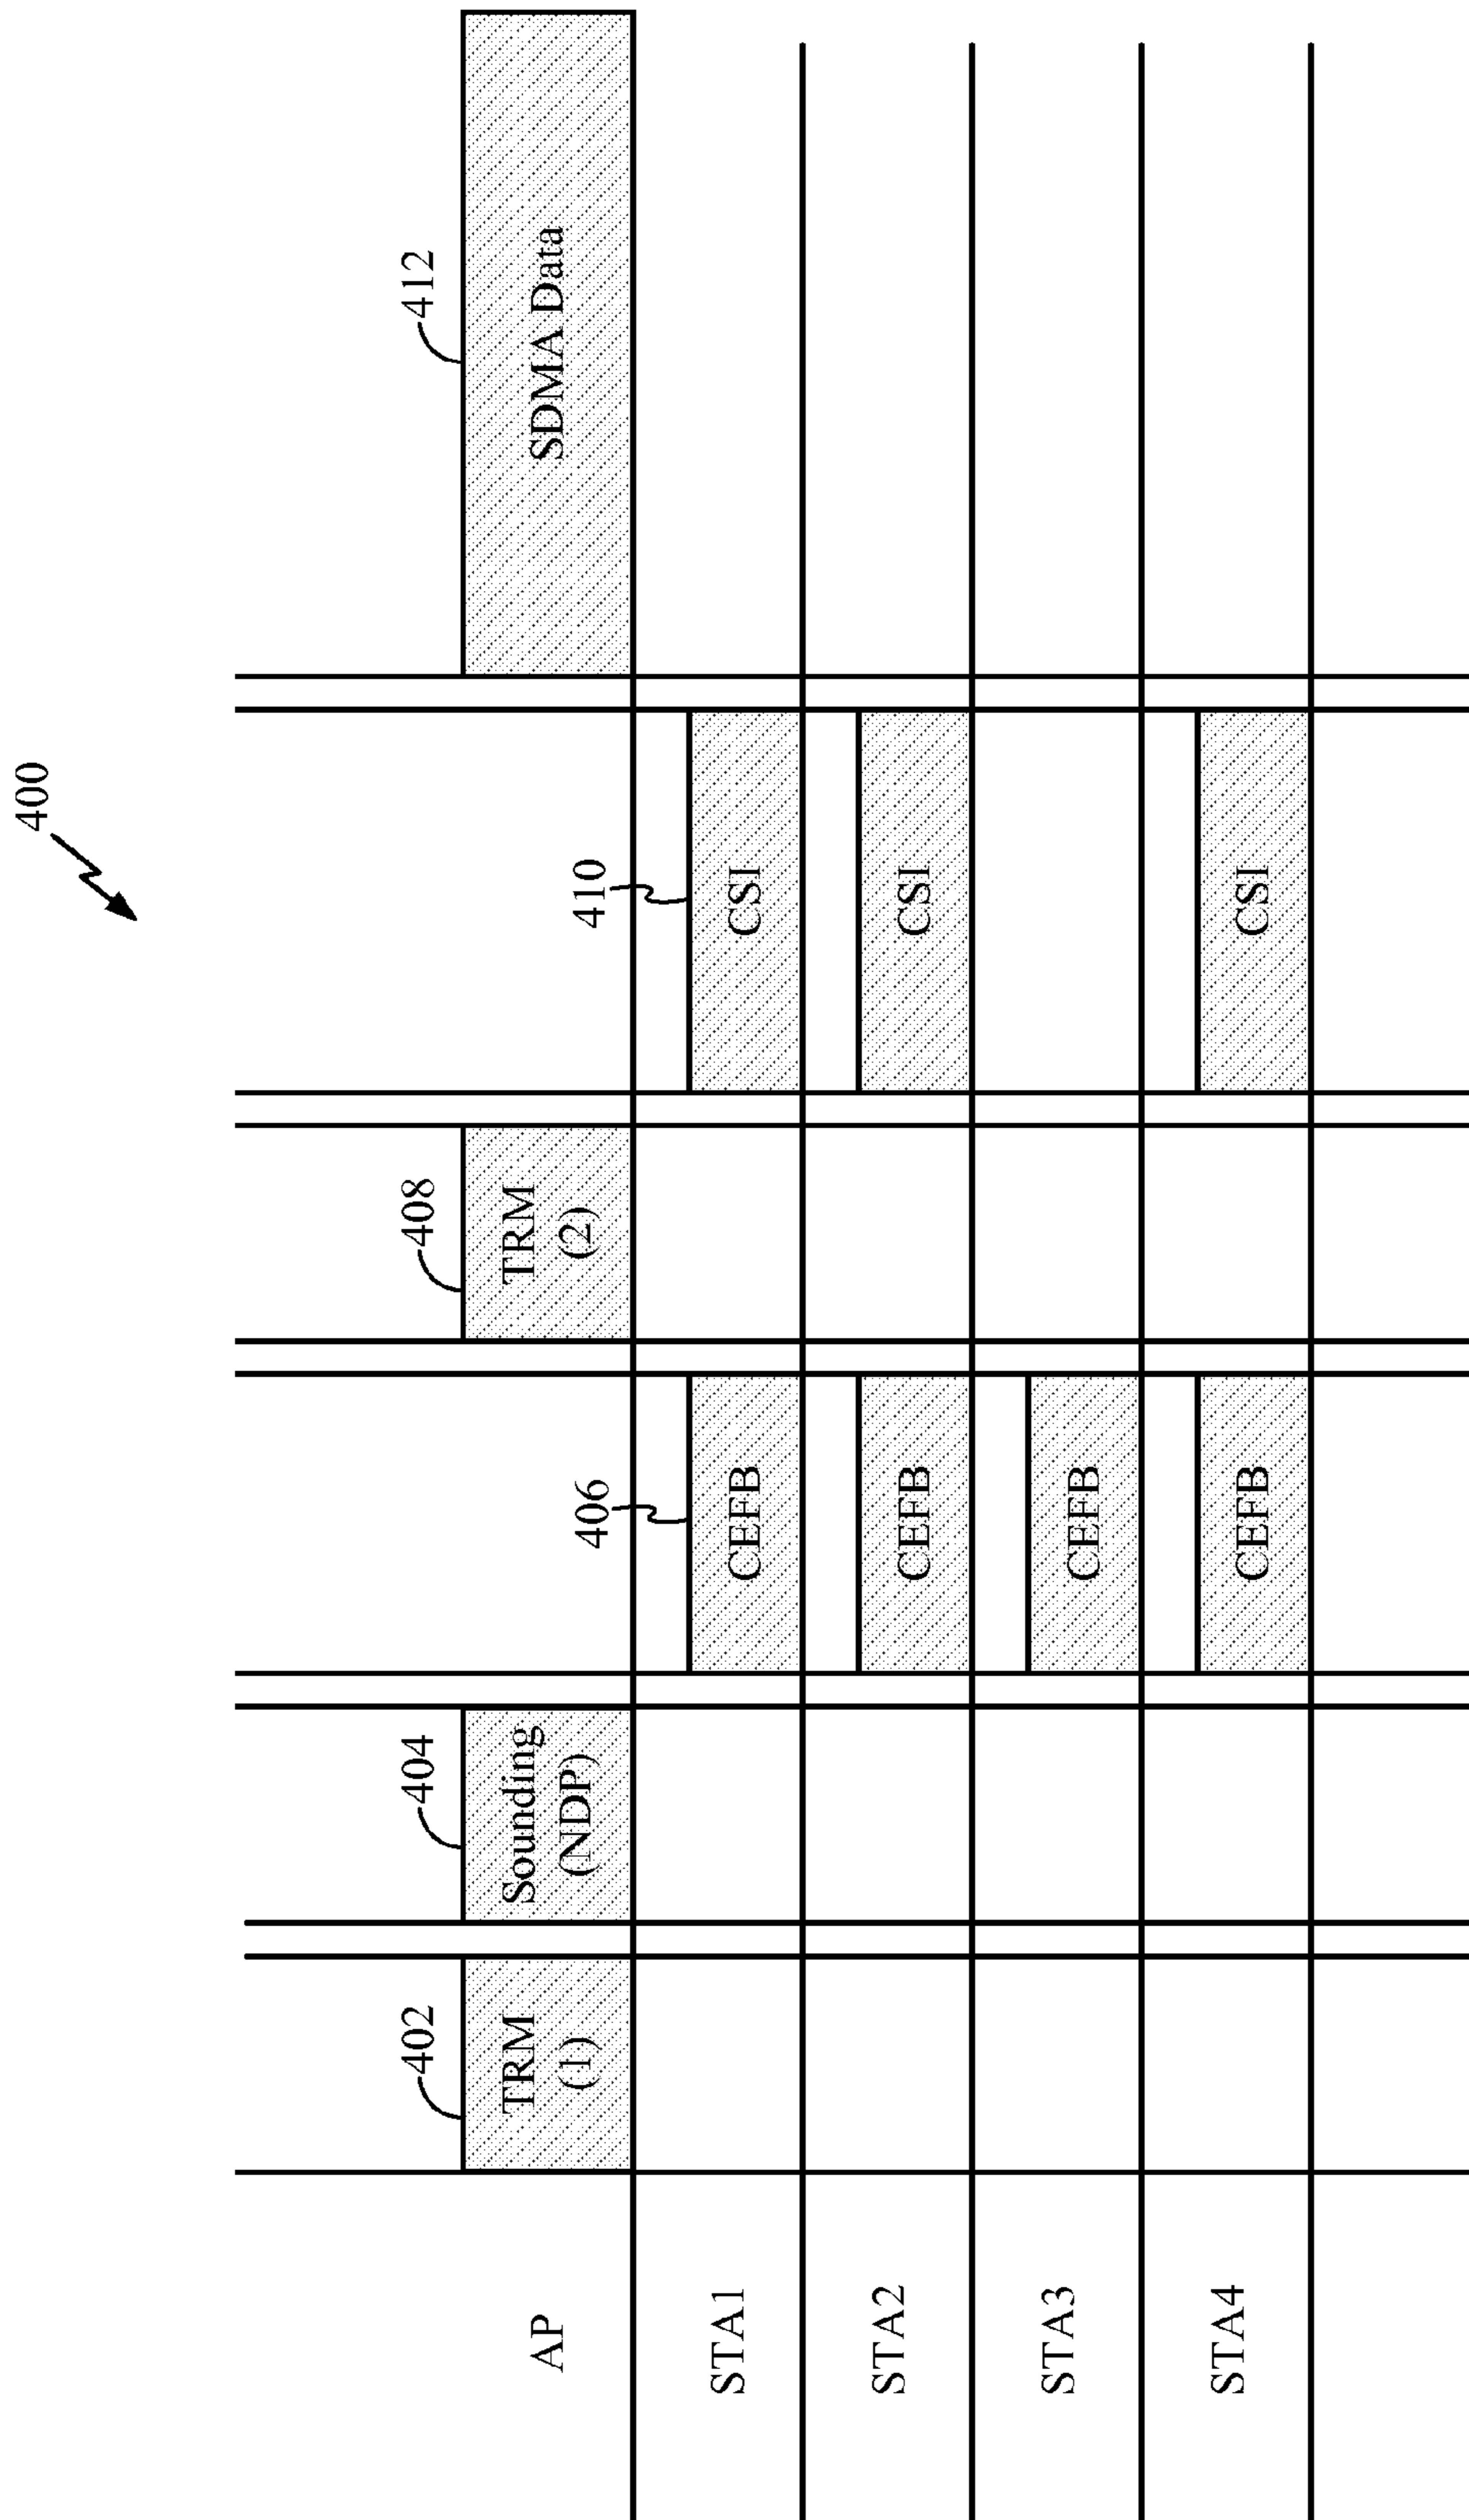 400
402
404
408
412
AP
TRM
(1)
Sounding
(NDP)
TRM
(2)
SDMA Data
406
410
STA1
CEFB
CSI
STA2
CEFB
CSI
STA3
CEFB
STA4
CEFB
CSI